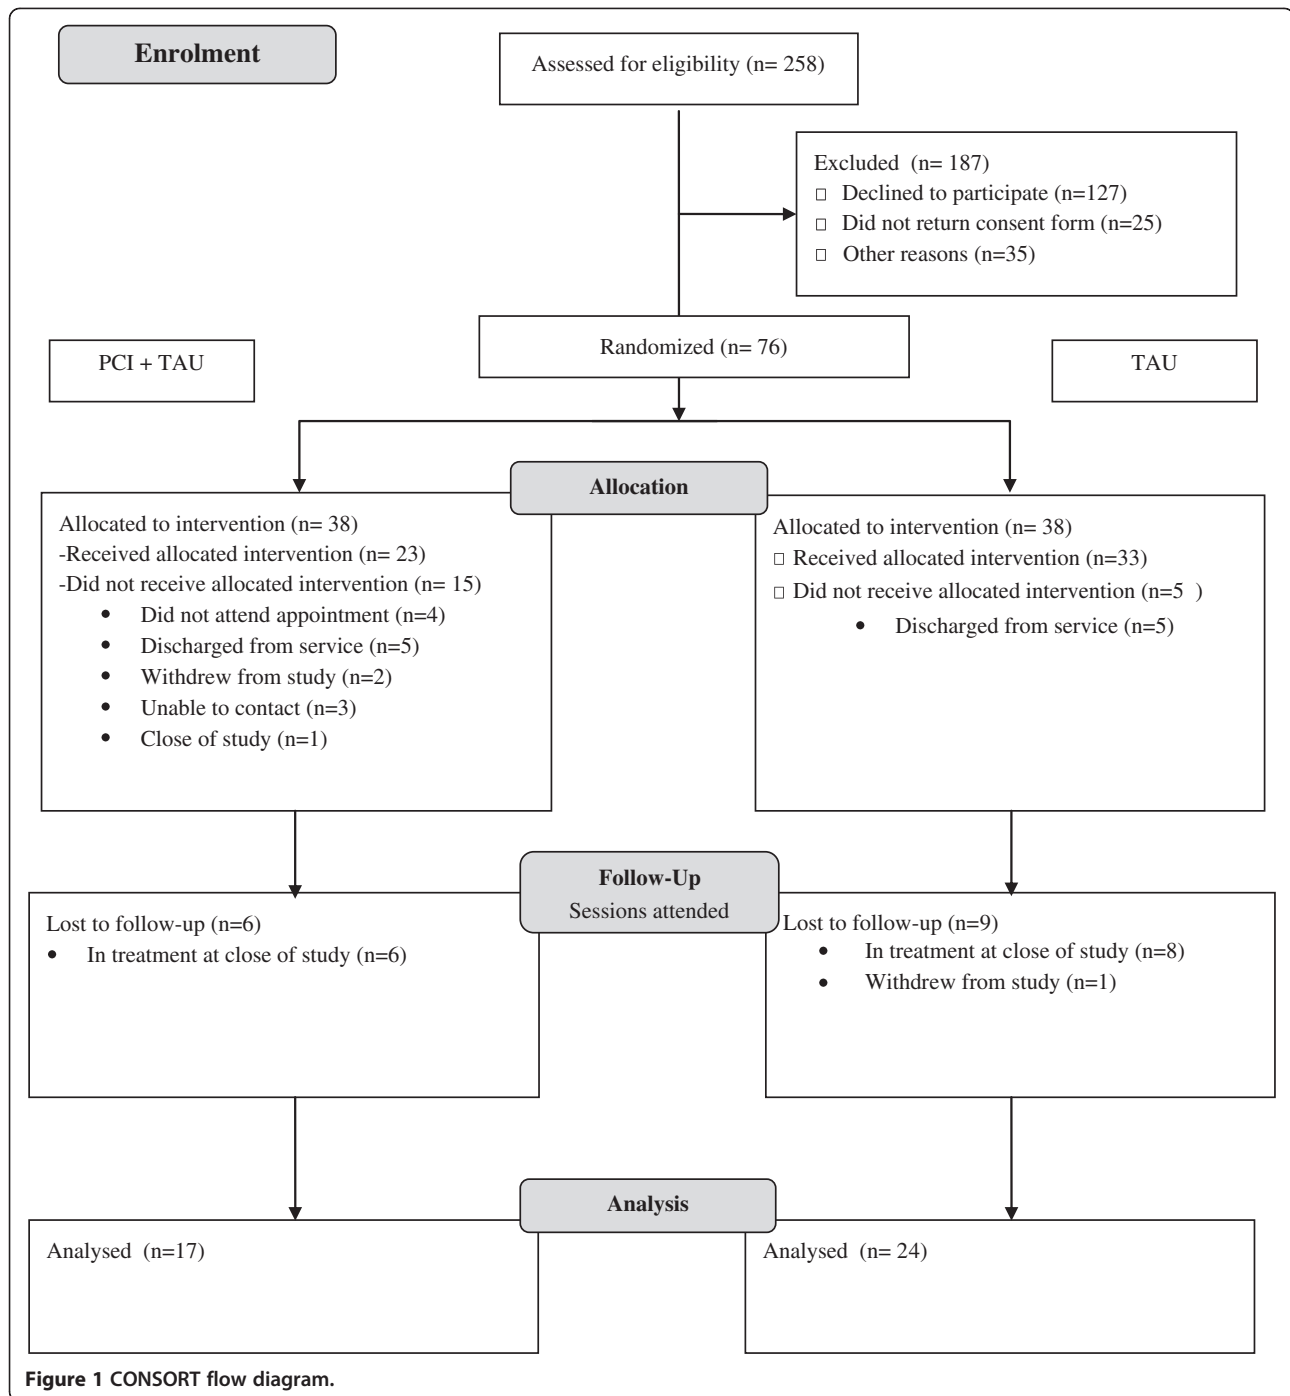 Enrolment
Assessed for eligibility (n= 258)
Excluded (n= 187)
□ Declined to participate (n=127)
□ Did not return consent form (n=25)
□ Other reasons (n=35)
Randomized (n= 76)
PCI + TAU
TAU
Allocation
Allocated to intervention (n= 38)
-Received allocated intervention (n= 23)
-Did not receive allocated intervention (n= 15)
• Did not attend appointment (n=4)
• Discharged from service (n=5)
• Withdrew from study (n=2)
• Unable to contact (n=3)
• Close of study (n=1)
Allocated to intervention (n= 38)
□ Received allocated intervention (n=33)
□ Did not receive allocated intervention (n=5 )
• Discharged from service (n=5)
Follow-Up
Sessions attended
Lost to follow-up (n=6)
• In treatment at close of study (n=6)
Lost to follow-up (n=9)
• In treatment at close of study (n=8)
• Withdrew from study (n=1)
Analysis
Analysed (n=17)
Analysed (n= 24)
Figure 1 CONSORT flow diagram.